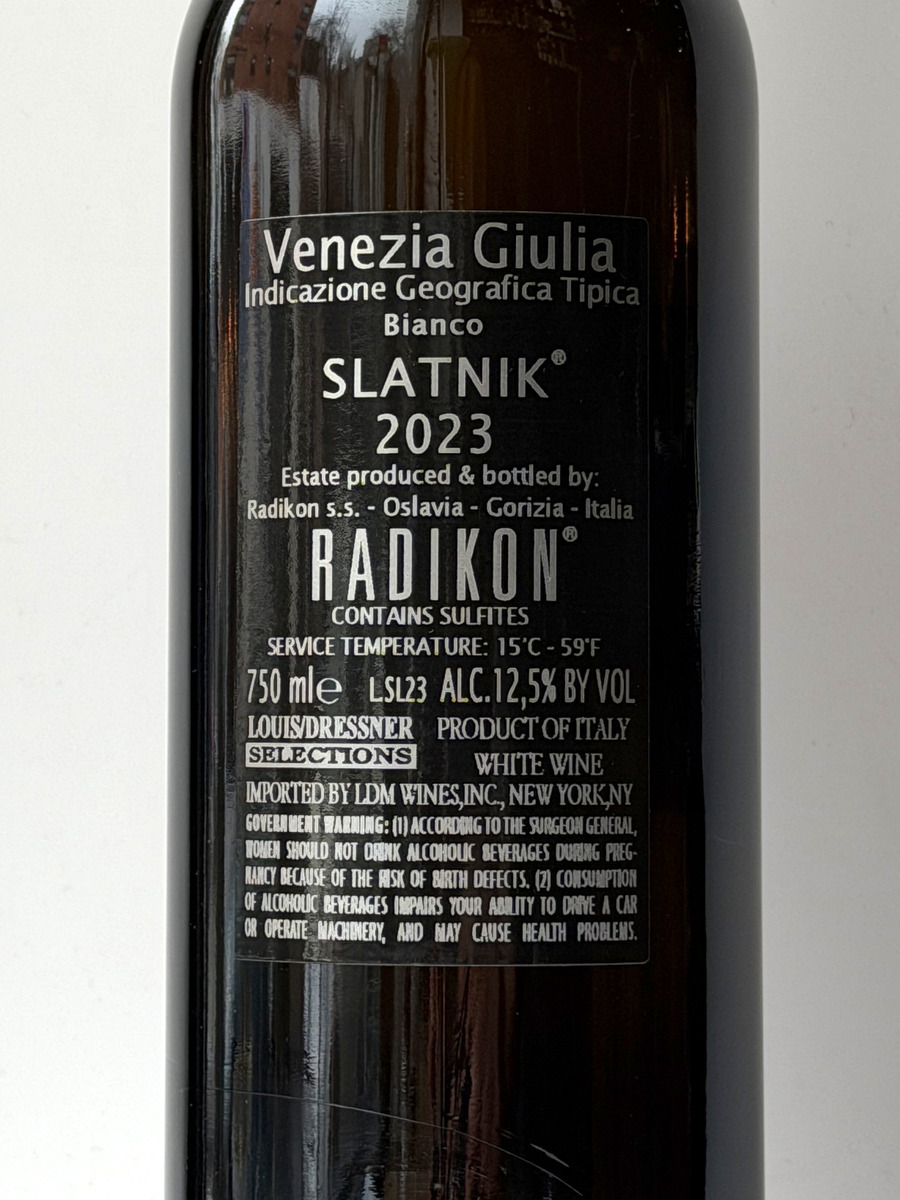 Venezia Giulia
Indicazione Geografica Tipica
Bianco
SLATNIK®
2023
Estate produced & bottled by:
Radikon s.s. - Oslavia - Gorizia - Italia
RADIKON®
CONTAINS SULFITES
SERVICE TEMPERATURE: 15°C - 59°F
750 ml℮ LSL23 ALC.12,5% BY VOL
LOUIS/DRESSNER PRODUCT OF ITALY
SELECTIONS WHITE WINE
IMPORTED BY LDM WINES,INC., NEW YORK,NY
GOVERNMENT WARNING: (1) ACCORDING TO THE SURGEON GENERAL,
WOMEN SHOULD NOT DRINK ALCOHOLIC BEVERAGES DURING PREG-
NANCY BECAUSE OF THE RISK OF BIRTH DEFECTS. (2) CONSUMPTION
OF ALCOHOLIC BEVERAGES IMPAIRS YOUR ABILITY TO DRIVE A CAR
OR OPERATE MACHINERY, AND MAY CAUSE HEALTH PROBLEMS.